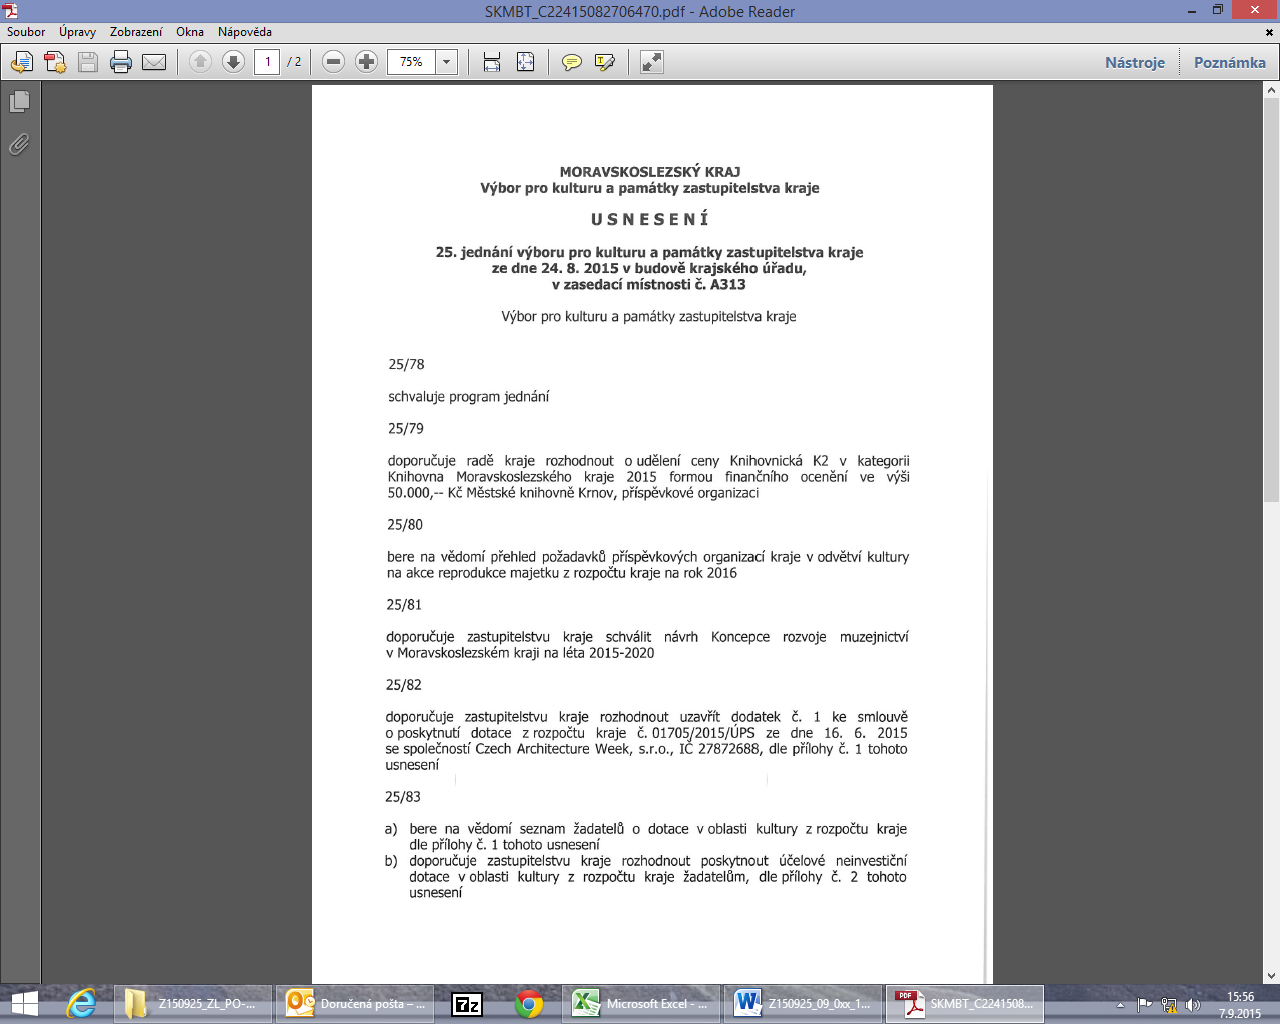 SKMBT_C22415082706470.pdf - Adobe Reader
Soubor Úpravy Zobrazení Okna Nápověda
1 / 2 75% Nástroje Poznámka
MORAVSKOSLEZSKÝ KRAJ
Výbor pro kulturu a památky zastupitelstva kraje
U S N E S E N Í
25. jednání výboru pro kulturu a památky zastupitelstva kraje
ze dne 24. 8. 2015 v budově krajského úřadu,
v zasedací místnosti č. A313
Výbor pro kulturu a památky zastupitelstva kraje
25/78
schvaluje program jednání
25/79
doporučuje radě kraje rozhodnout o udělení ceny Knihovnická K2 v kategorii
Knihovna Moravskoslezského kraje 2015 formou finančního ocenění ve výši
50.000,-- Kč Městské knihovně Krnov, příspěvkové organizaci
25/80
bere na vědomí přehled požadavků příspěvkových organizací kraje v odvětví kultury
na akce reprodukce majetku z rozpočtu kraje na rok 2016
25/81
doporučuje zastupitelstvu kraje schválit návrh Koncepce rozvoje muzejnictví
v Moravskoslezském kraji na léta 2015-2020
25/82
doporučuje zastupitelstvu kraje rozhodnout uzavřít dodatek č. 1 ke smlouvě
o poskytnutí dotace z rozpočtu kraje č. 01705/2015/ÚPS ze dne 16. 6. 2015
se společností Czech Architecture Week, s.r.o., IČ 27872688, dle přílohy č. 1 tohoto
usnesení
25/83
a) bere na vědomí seznam žadatelů o dotace v oblasti kultury z rozpočtu kraje
dle přílohy č. 1 tohoto usnesení
b) doporučuje zastupitelstvu kraje rozhodnout poskytnout účelové neinvestiční
dotace v oblasti kultury z rozpočtu kraje žadatelům, dle přílohy č. 2 tohoto
usnesení
Z150925_ZL_PO-... Doručená pošta – ... 7z Microsoft Excel - ... Z150925_09_0xx_1... PDF SKMBT_C2241508... 15:56
7.9.2015